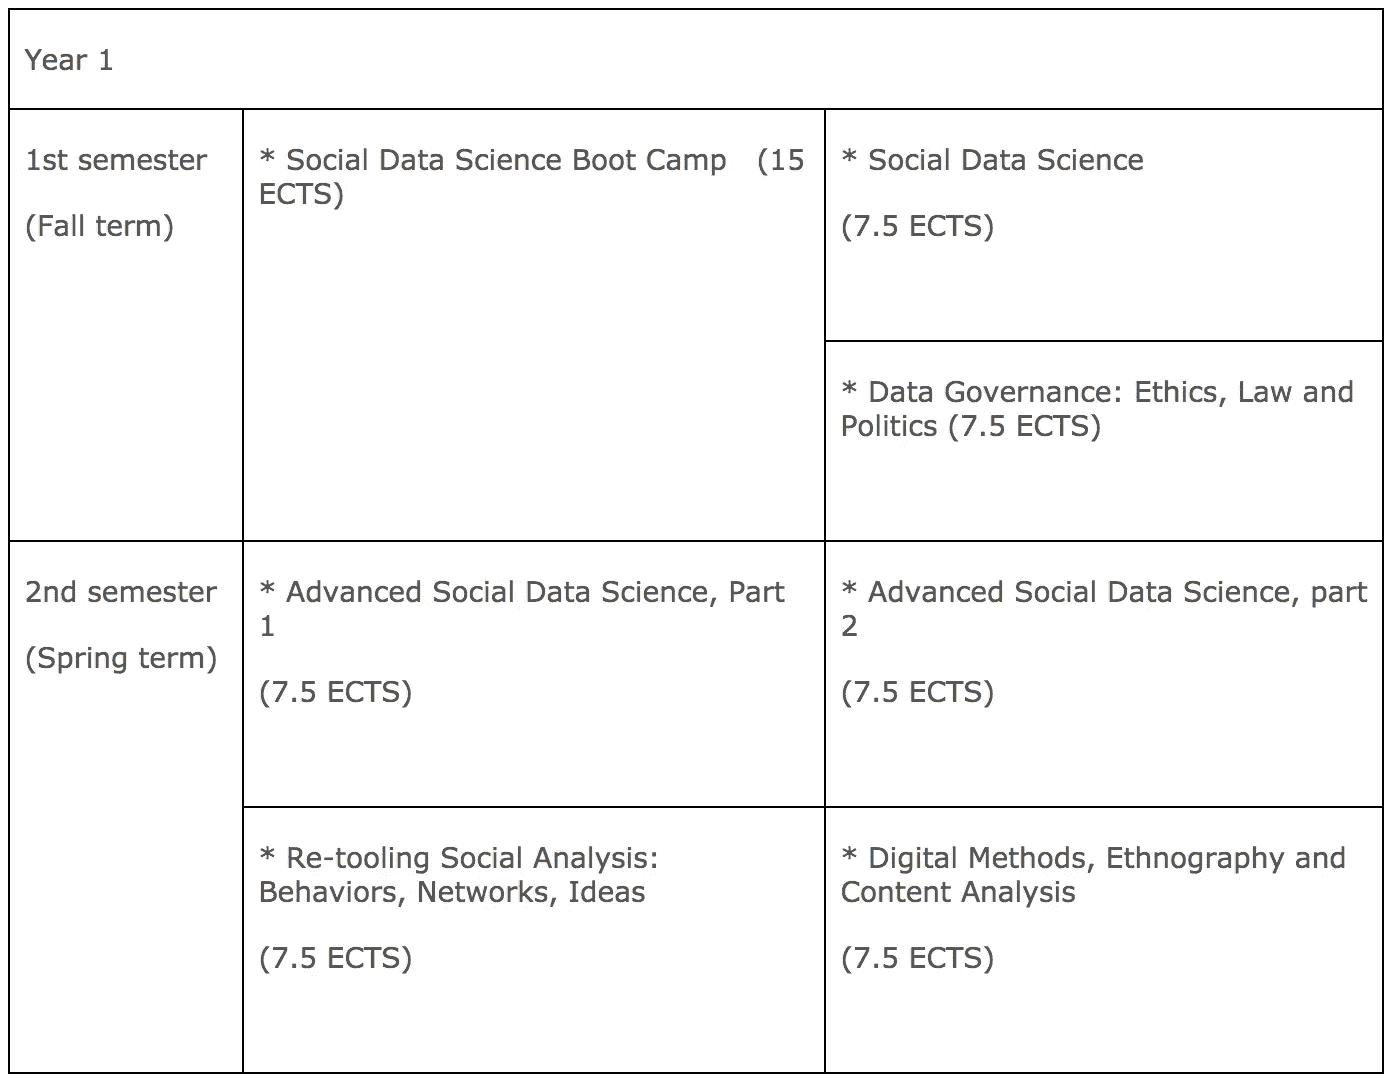 Year 1
1st semester
(Fall term)
* Social Data Science Boot Camp (15
ECTS)
* Social Data Science
(7.5 ECTS)
* Data Governance: Ethics, Law and
Politics (7.5 ECTS)
2nd semester
(Spring term)
* Advanced Social Data Science, Part
1
(7.5 ECTS)
* Advanced Social Data Science, part
2
(7.5 ECTS)
* Re-tooling Social Analysis:
Behaviors, Networks, Ideas
(7.5 ECTS)
* Digital Methods, Ethnography and
Content Analysis
(7.5 ECTS)